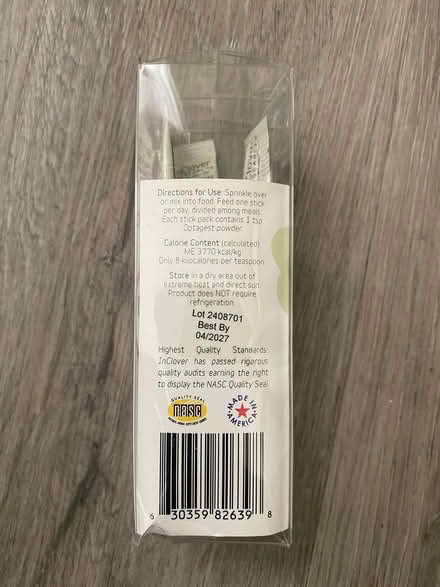 Clover
Directions for Use: Sprinkle over
or mix into food. Feed one stick
per day, divided among meals.
Each stick pack contains 1 tsp
Optagest powder.
Calorie Content (calculated)
ME 3770 kcal/kg
Only 8 kilocalories per teaspoon
Store in a dry area out of
extreme heat and direct sun.
Product does NOT require
refrigeration.
Lot 2408701
Best By
04/2027
Highest Quality Standards:
InClover has passed rigorous
quality audits earning the right
to display the NASC Quality Seal.
QUALITY SEAL
nasc
MADE IN
AMERICA
6 30359 82639 8